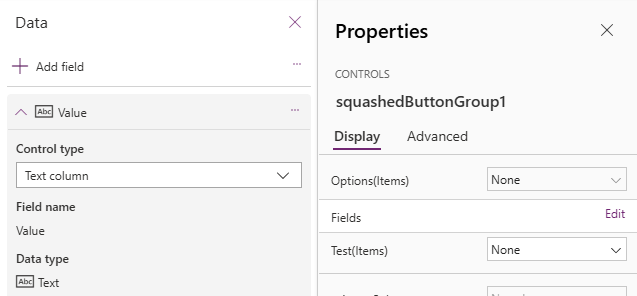 Data
Add field
Abc Value
Control type
Text column
Field name
Value
Data type
Abc Text
Properties
CONTROLS
squashedButtonGroup1
Display Advanced
Options(Items) None
Fields Edit
Test(Items) None